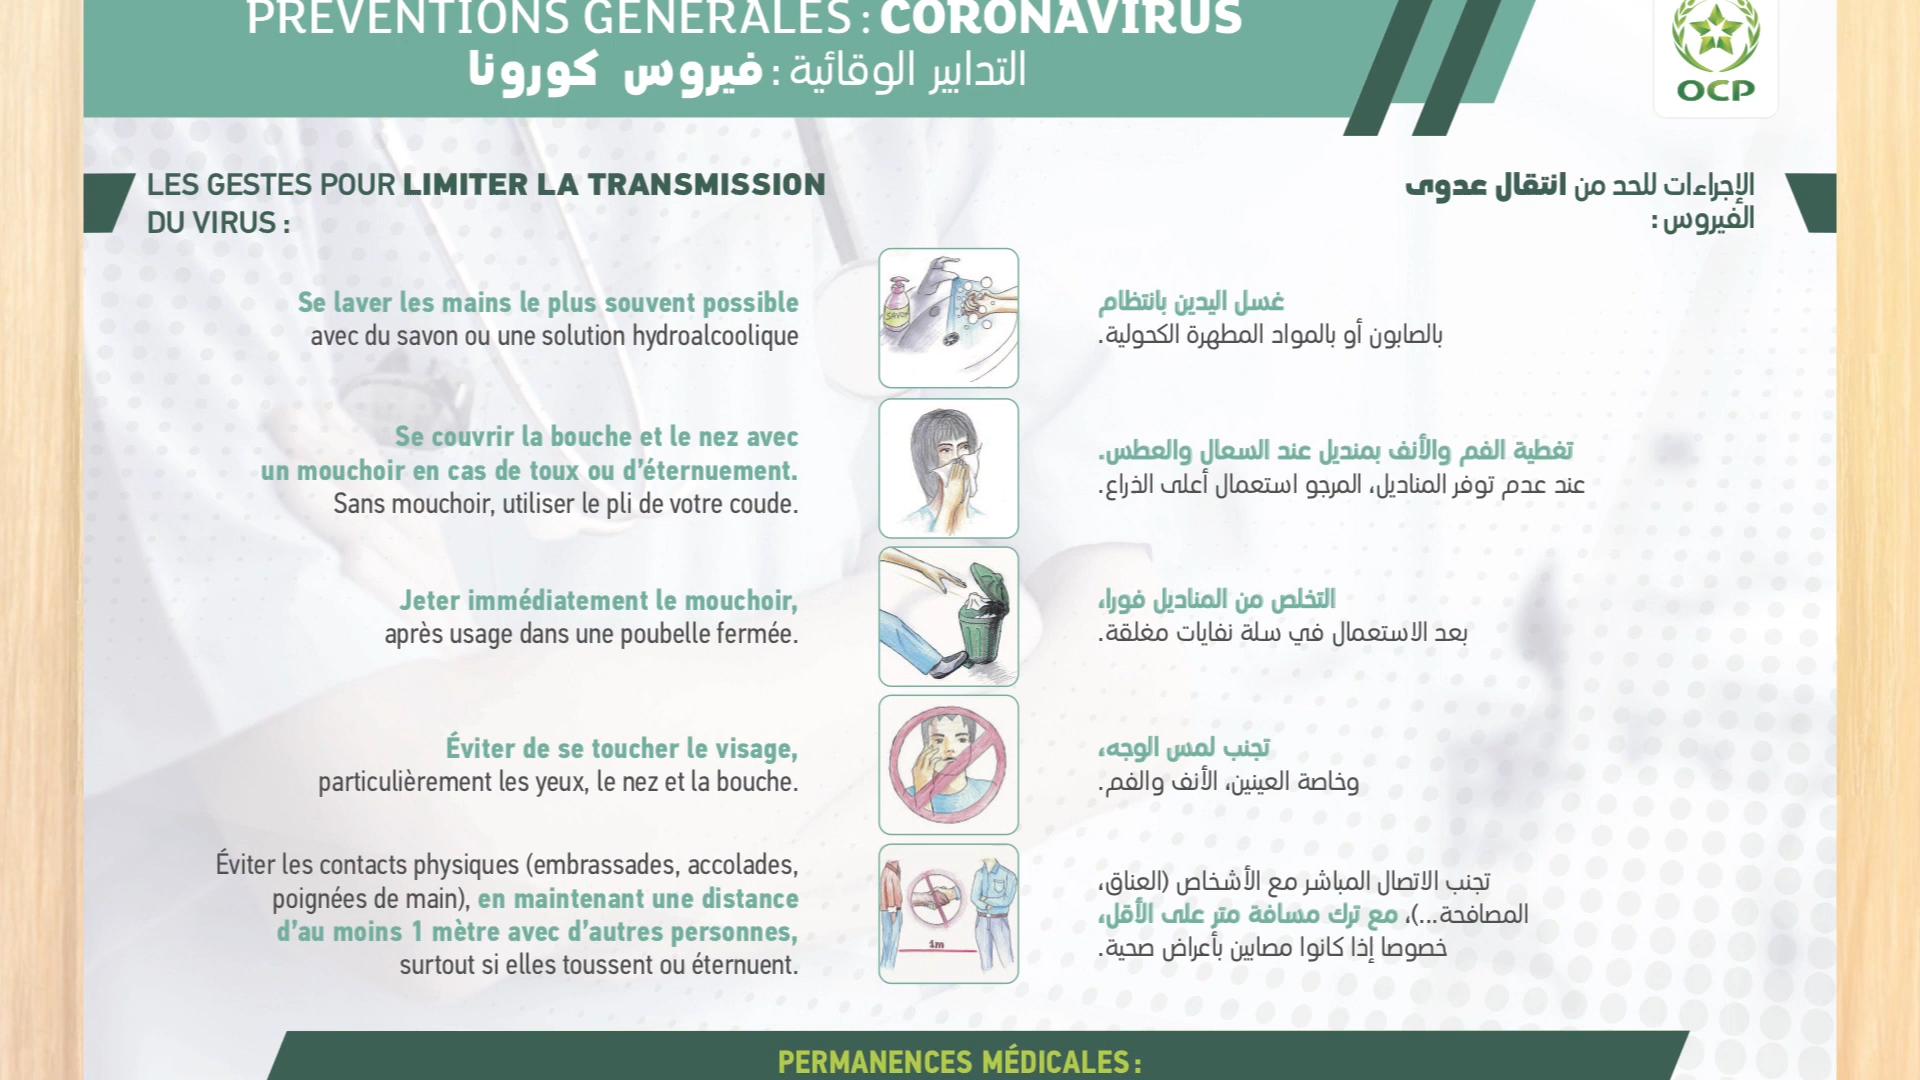 PRÉVENTIONS GÉNÉRALES : CORONAVIRUS
التدابير الوقائية : فيروس كورونا
OCP
LES GESTES POUR LIMITER LA TRANSMISSION
DU VIRUS :
الإجراءات للحد من انتقال عدوى
الفيروس :
Se laver les mains le plus souvent possible
avec du savon ou une solution hydroalcoolique
SAVON
غسل اليدين بانتظام
بالصابون أو بالمواد المطهرة الكحولية.
Se couvrir la bouche et le nez avec
un mouchoir en cas de toux ou d’éternuement.
Sans mouchoir, utiliser le pli de votre coude.
تغطية الفم والأنف بمنديل عند السعال والعطس.
عند عدم توفر المناديل، المرجو استعمال أعلى الذراع.
Jeter immédiatement le mouchoir,
après usage dans une poubelle fermée.
التخلص من المناديل فورا،
بعد الاستعمال في سلة نفايات مغلقة.
Éviter de se toucher le visage,
particulièrement les yeux, le nez et la bouche.
تجنب لمس الوجه،
وخاصة العينين، الأنف والفم.
Éviter les contacts physiques (embrassades, accolades,
poignées de main), en maintenant une distance
d’au moins 1 mètre avec d’autres personnes,
surtout si elles toussent ou éternuent.
1m
تجنب الاتصال المباشر مع الأشخاص (العناق،
المصافحة...)، مع ترك مسافة متر على الأقل،
خصوصا إذا كانوا مصابين بأعراض صحية.
PERMANENCES MÉDICALES :